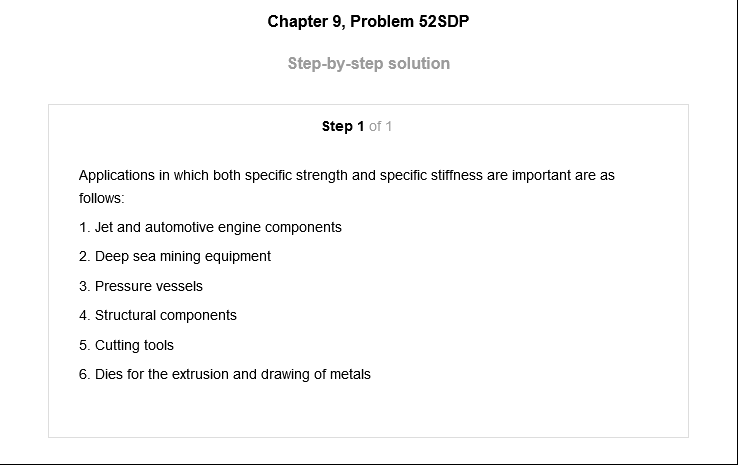 Chapter 9, Problem 52SDP
Step-by-step solution
Step 1 of 1
Applications in which both specific strength and specific stiffness are important are as
follows:
1. Jet and automotive engine components
2. Deep sea mining equipment
3. Pressure vessels
4. Structural components
5. Cutting tools
6. Dies for the extrusion and drawing of metals